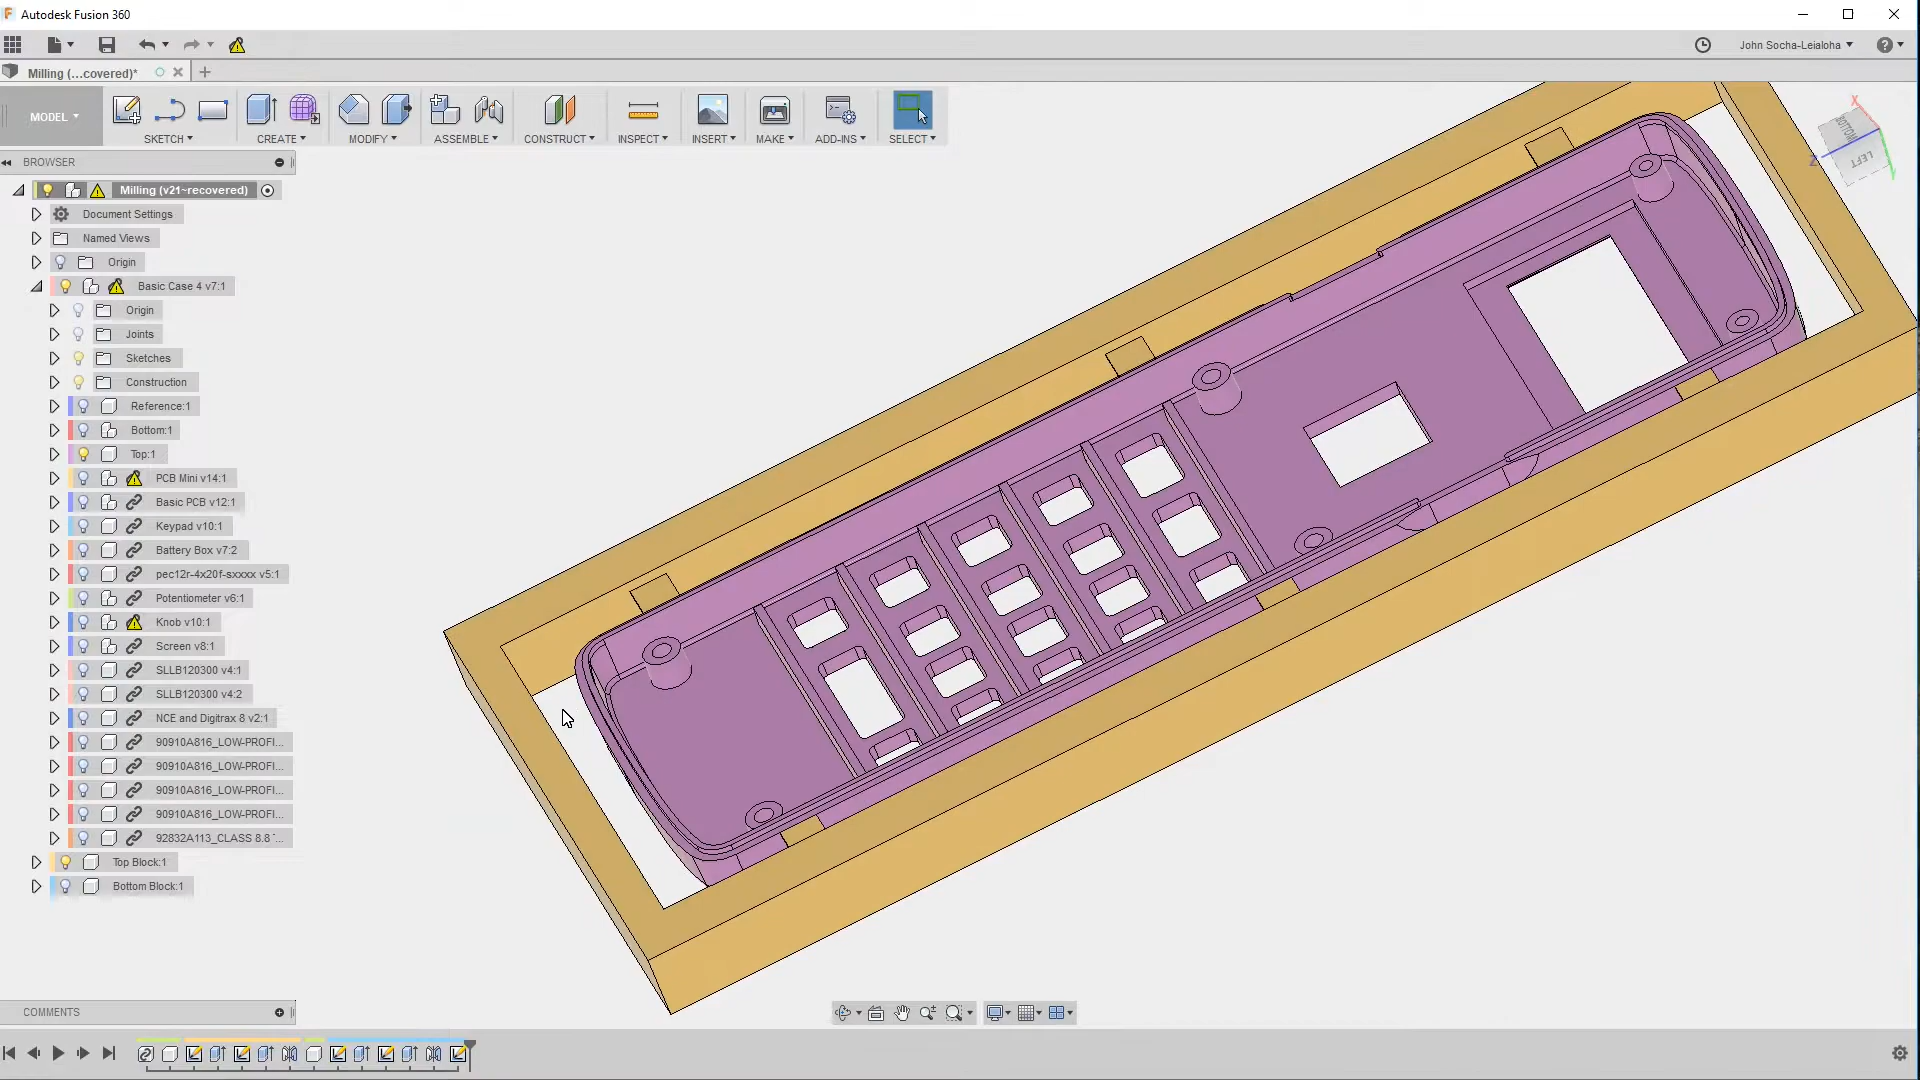 Autodesk Fusion 360
John Socha-Leialoha
Milling (...covered)*
MODEL
SKETCH
CREATE
MODIFY
ASSEMBLE
CONSTRUCT
INSPECT
INSERT
MAKE
ADD-INS
SELECT
X
BOTTOM
LEFT
Z
Y
BROWSER
Milling (v21~recovered)
Document Settings
Named Views
Origin
Basic Case 4 v7:1
Origin
Joints
Sketches
Construction
Reference:1
Bottom:1
Top:1
PCB Mini v14:1
Basic PCB v12:1
Keypad v10:1
Battery Box v7:2
pec12r-4x20f-sxxxx v5:1
Potentiometer v6:1
Knob v10:1
Screen v8:1
SLLB120300 v4:1
SLLB120300 v4:2
NCE and Digitrax 8 v2:1
90910A816_LOW-PROFI...
90910A816_LOW-PROFI...
90910A816_LOW-PROFI...
90910A816_LOW-PROFI...
92832A113_CLASS 8.8 ...
Top Block:1
Bottom Block:1
COMMENTS